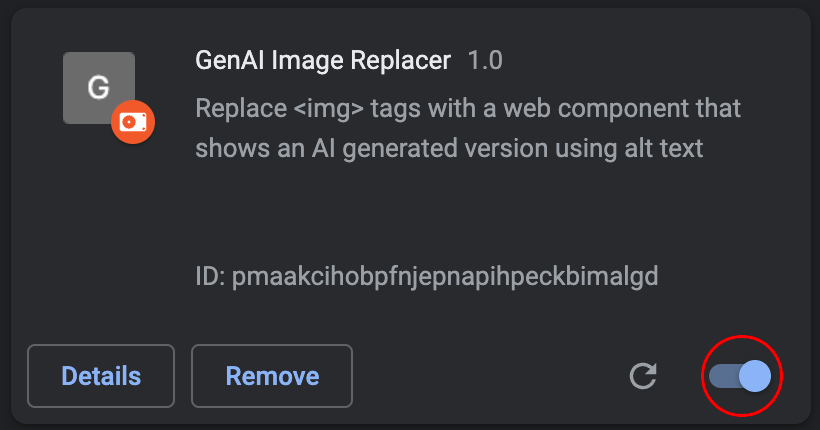 G
GenAI Image Replacer 1.0
Replace <img> tags with a web component that
shows an AI generated version using alt text
ID: pmaakcihobpfnjepnapihpeckbimalgd
Details Remove